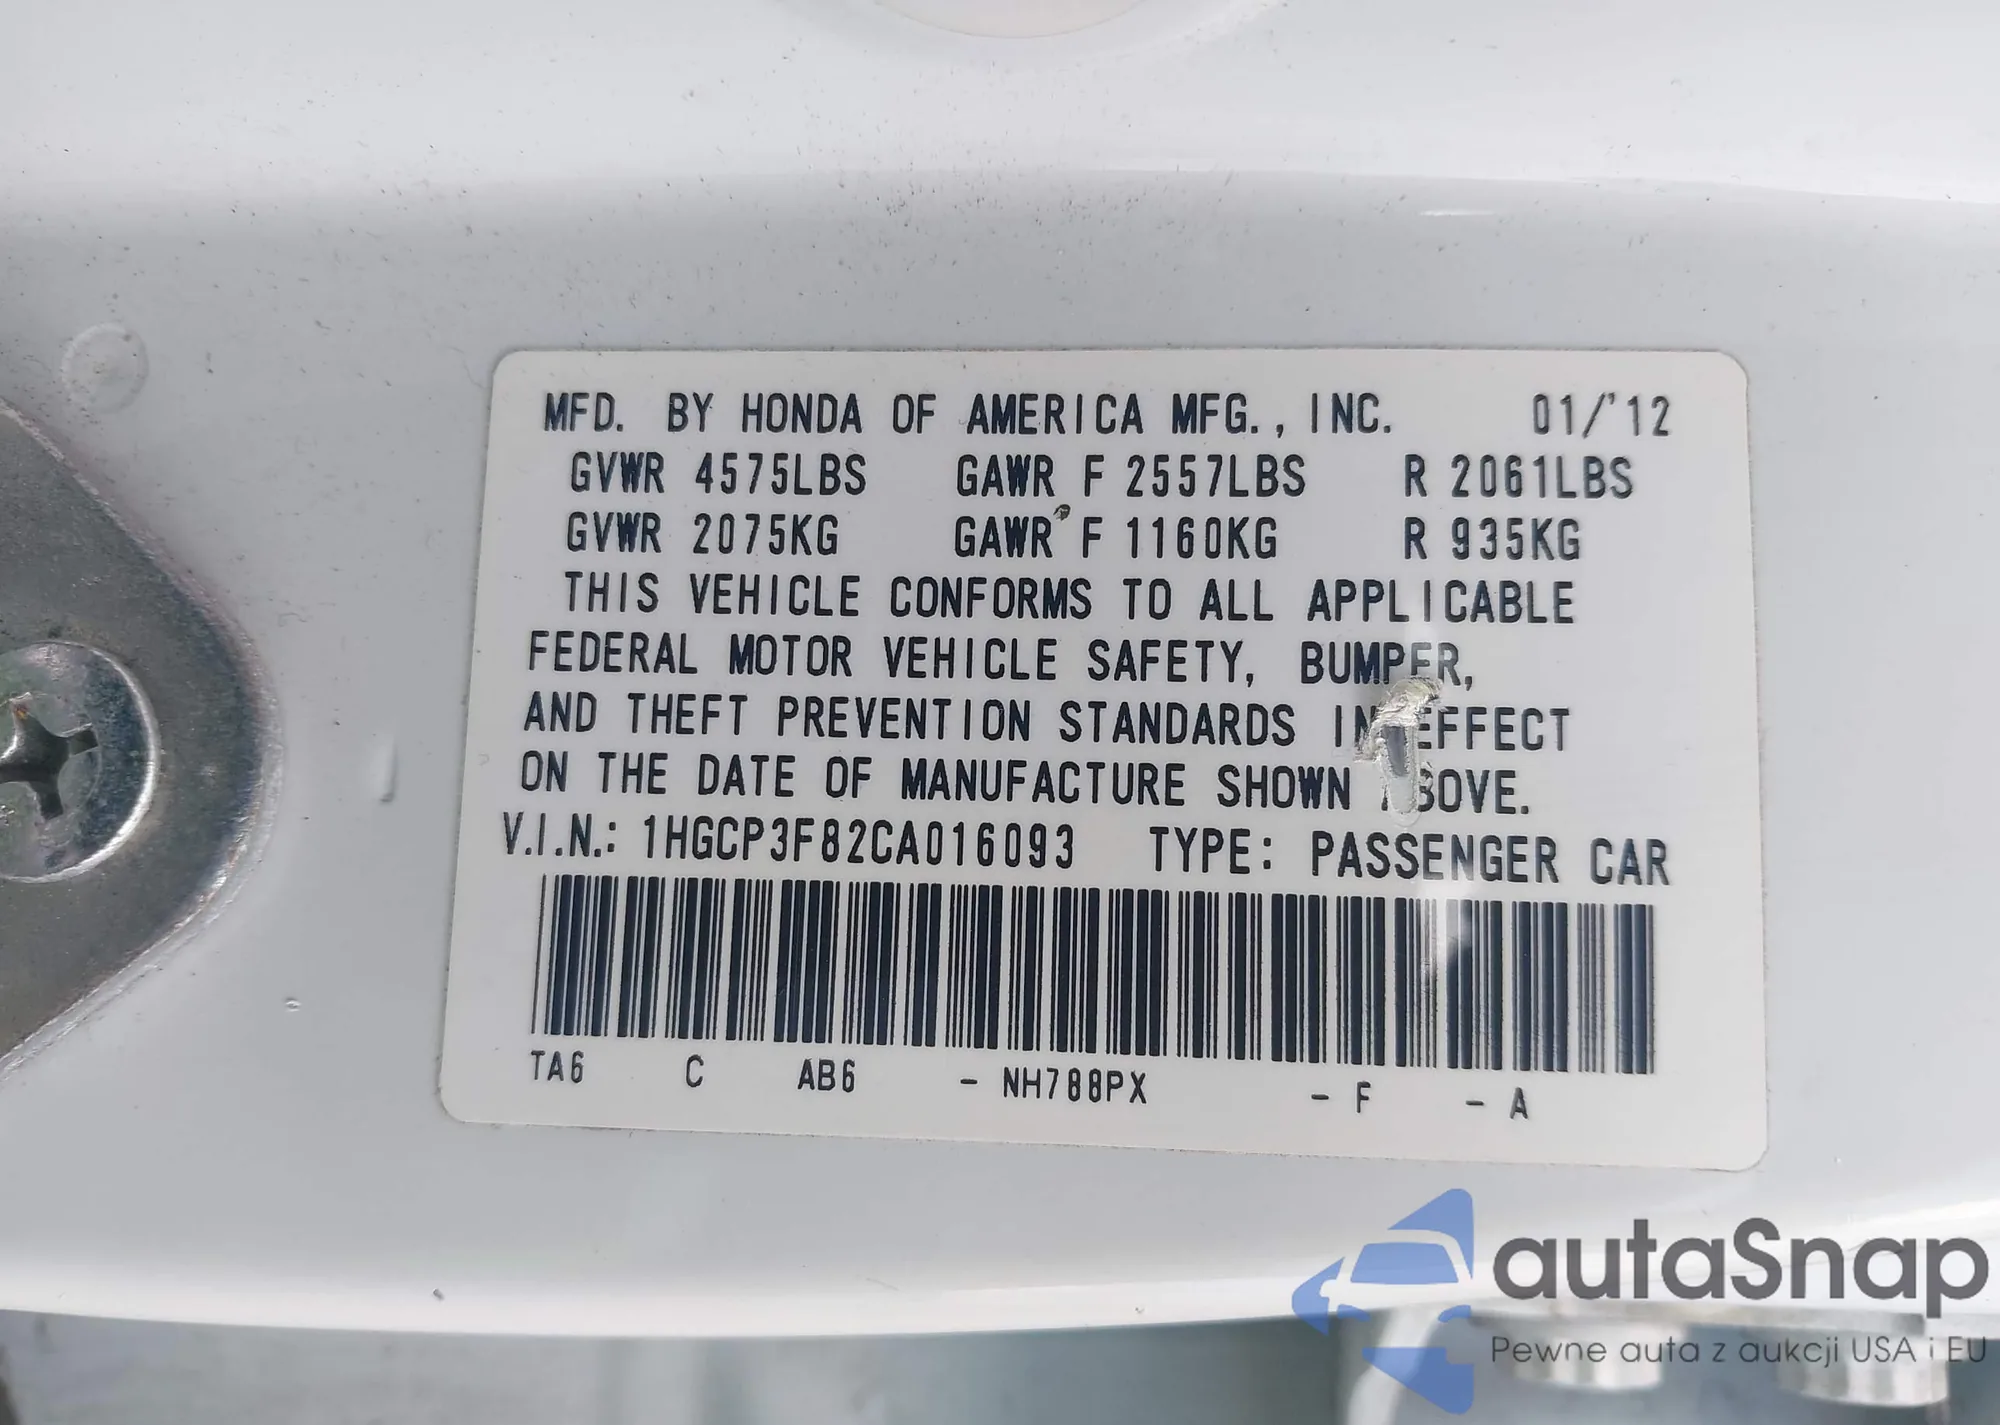 MFD. BY HONDA OF AMERICA MFG., INC. 01/'12
GVWR 4575LBS GAWR F 2557LBS R 2061LBS
GVWR 2075KG GAWR F 1160KG R 935KG
THIS VEHICLE CONFORMS TO ALL APPLICABLE
FEDERAL MOTOR VEHICLE SAFETY, BUMPER,
AND THEFT PREVENTION STANDARDS IN EFFECT
ON THE DATE OF MANUFACTURE SHOWN ABOVE.
V.I.N.: 1HGCP3F82CA016093 TYPE: PASSENGER CAR
TA6 C AB6 - NH788PX - F - A
autaSnap
Pewne auta z aukcji USA i EU